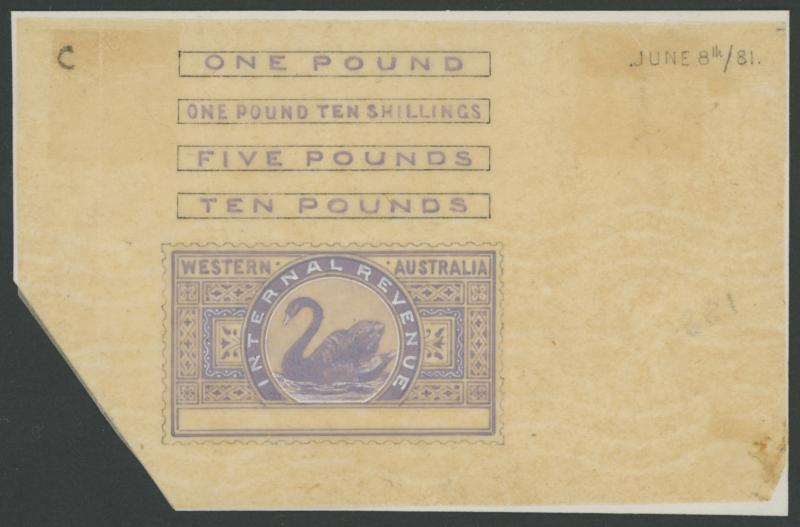 C
JUNE 8th/81.
ONE POUND
ONE POUND TEN SHILLINGS
FIVE POUNDS
TEN POUNDS
WESTERN AUSTRALIA
INTERNAL REVENUE